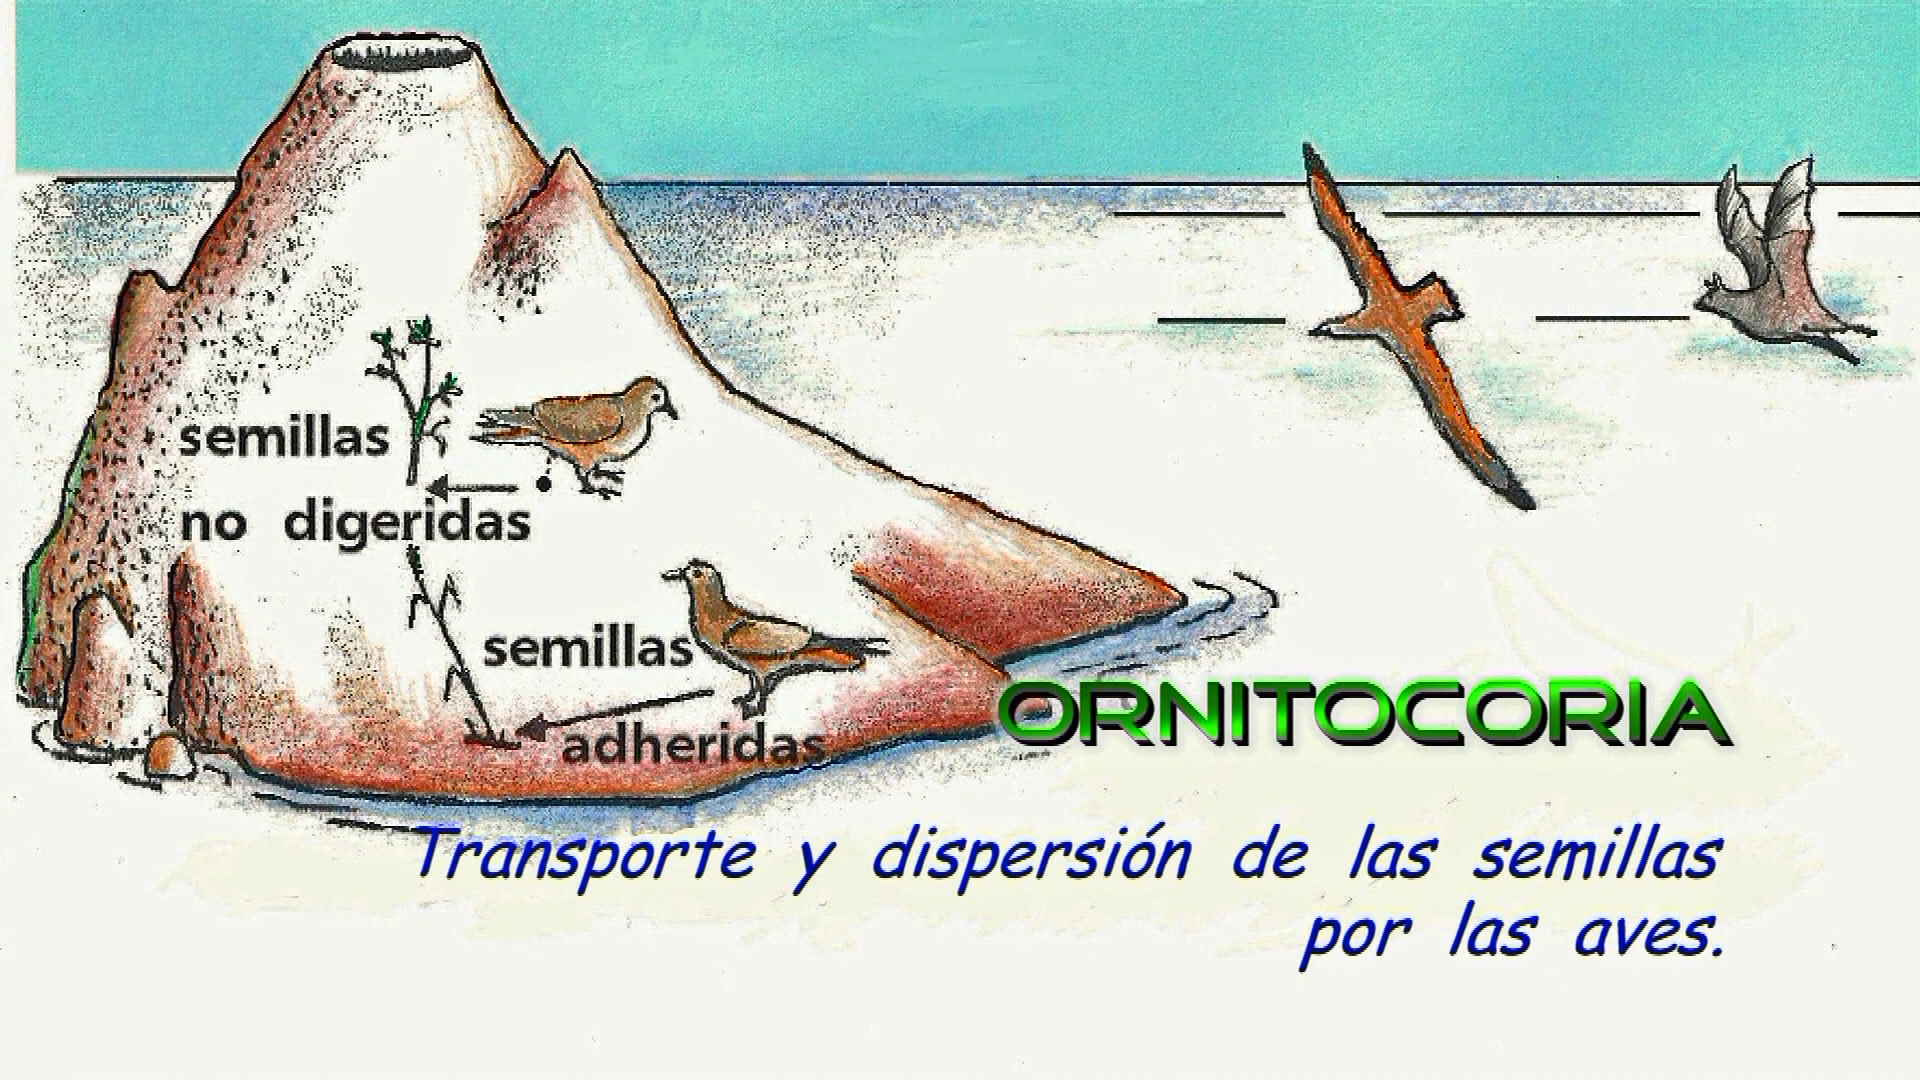 semillas
no digeridas
semillas
adheridas
ORNITOCORIA
Transporte y dispersión de las semillas
por las aves.